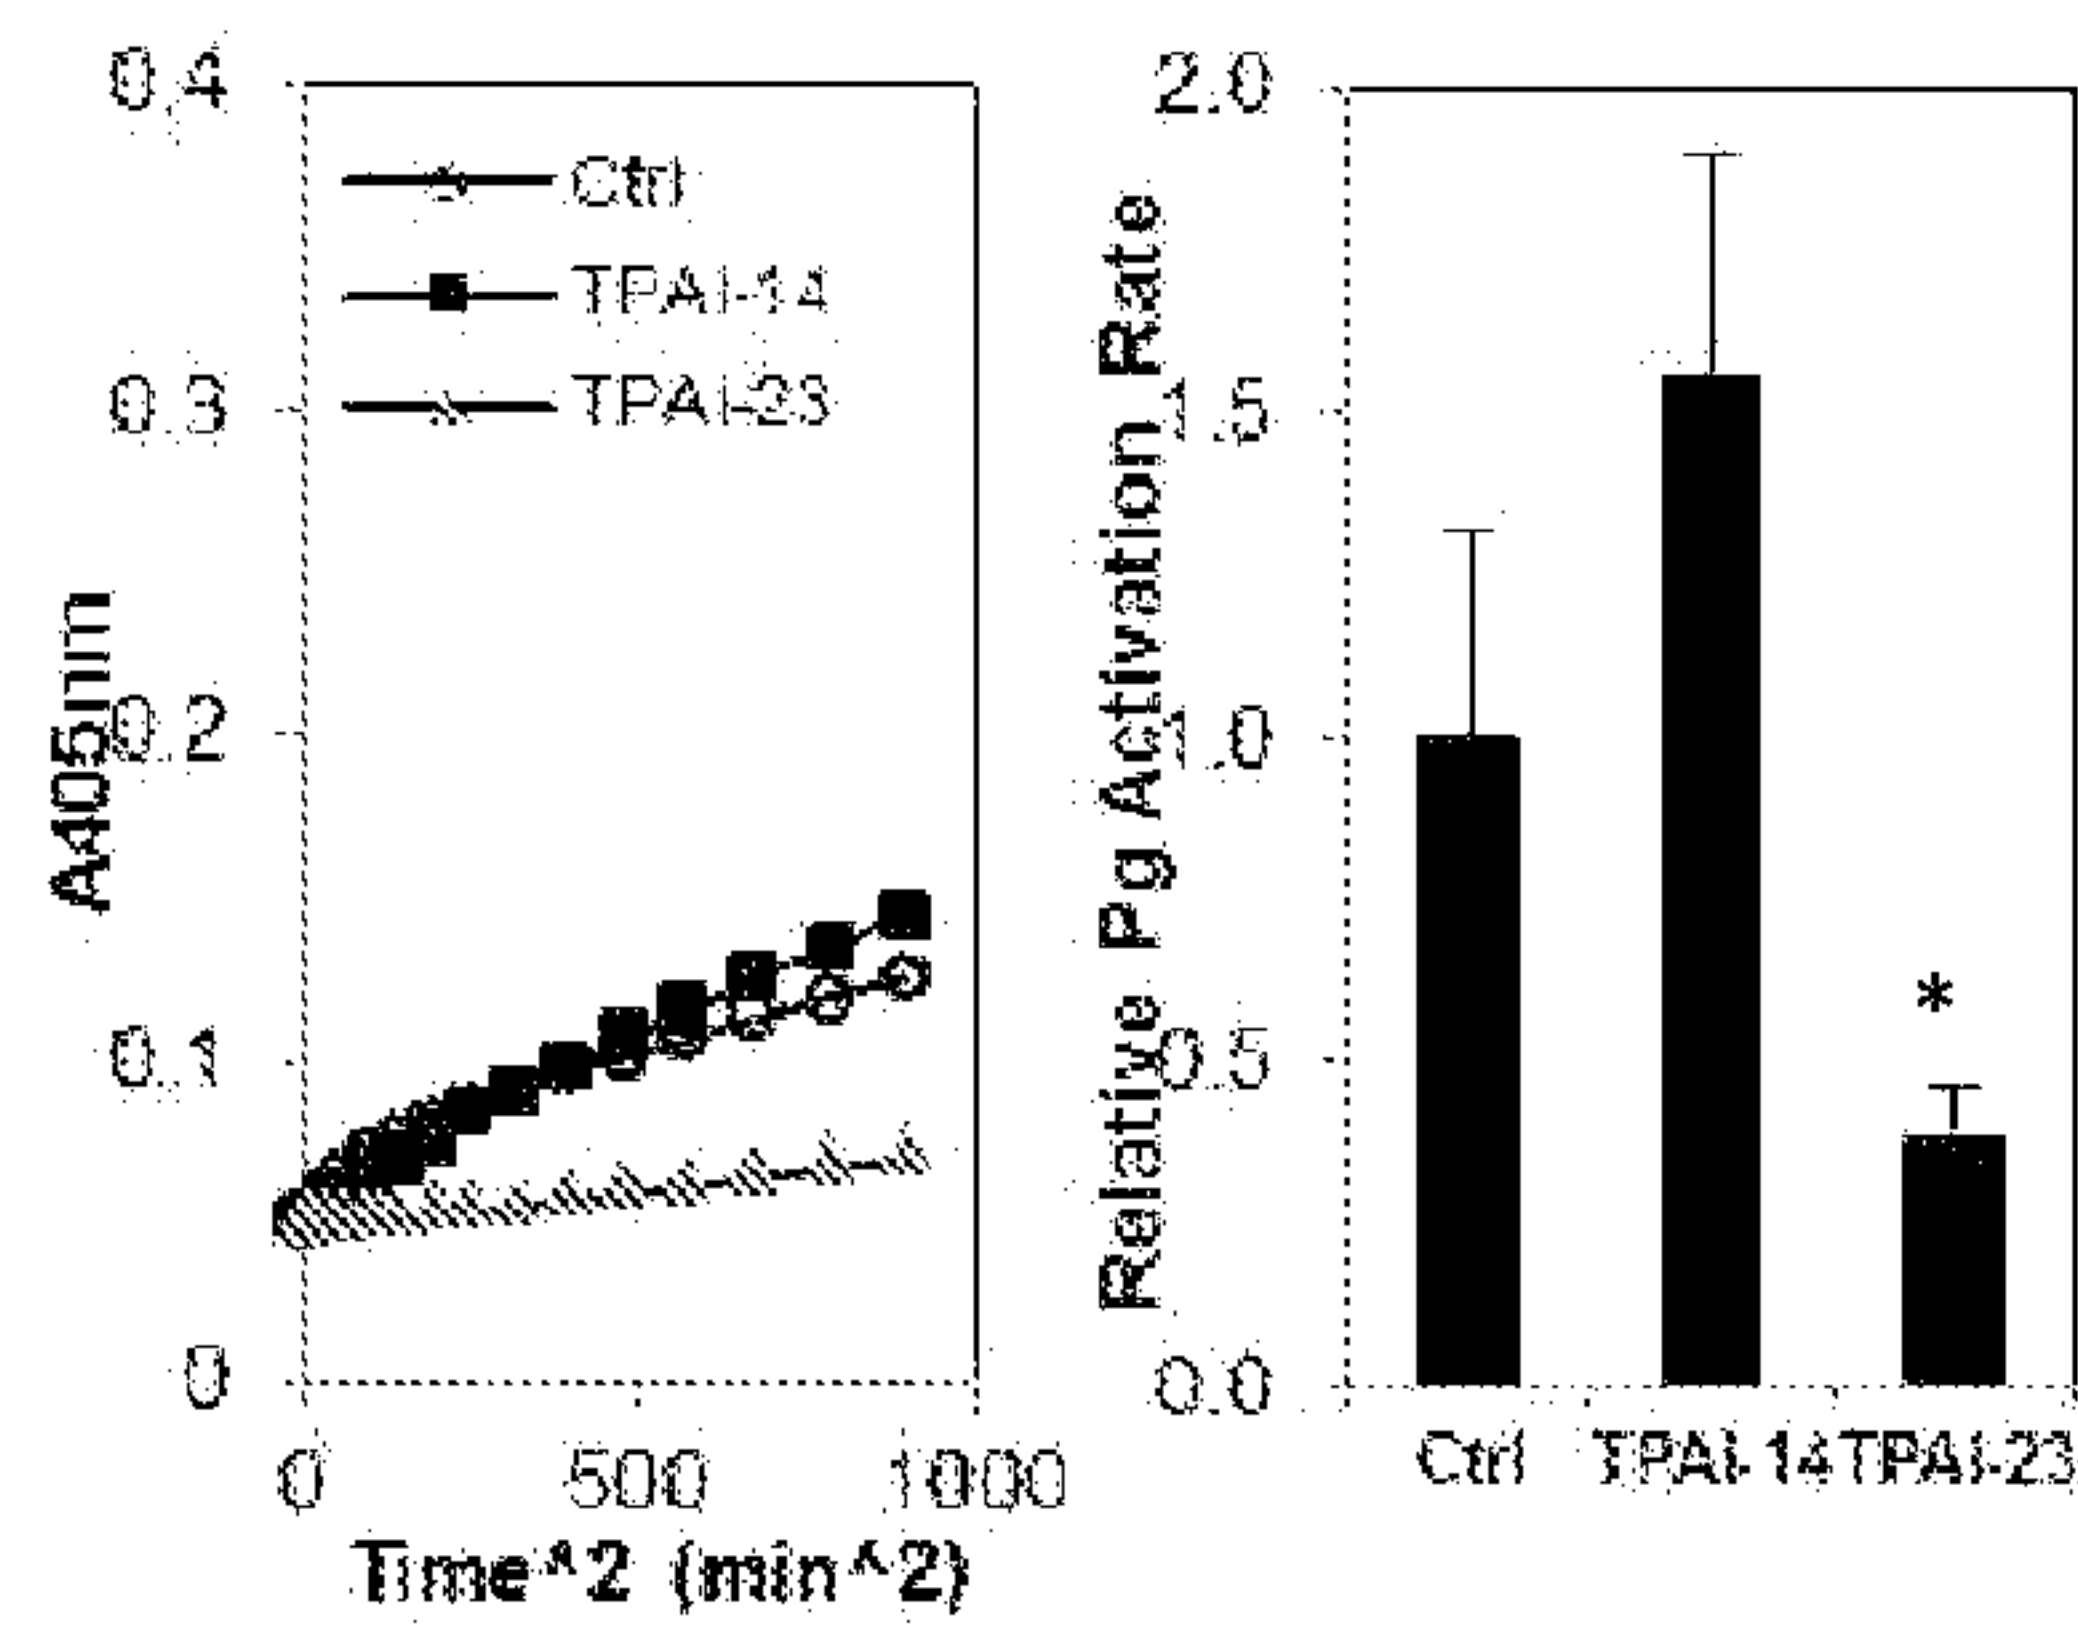 0.4
Ctrl
TPAI-14
0.3
TPAI-23
0.2
A405nm
0.1
0
0 500 1000
Time^2 (min^2)
2.0
1.5
1.0
Relative Pg Activation Rate
*
0.5
0.0
Ctrl TPAI-14 TPAI-23